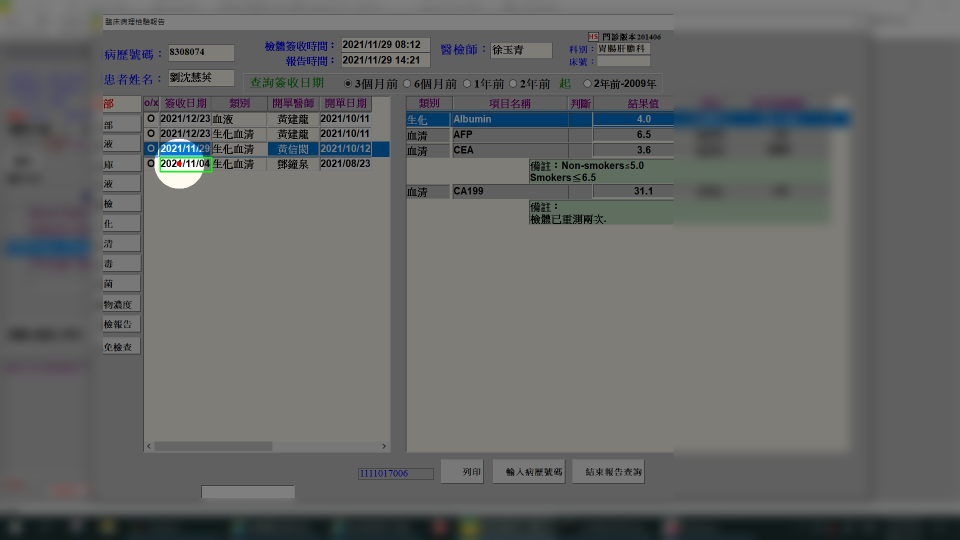 臨床病理檢驗報告
HS 門診版本201406
病歷號碼： 8308074 檢體簽收時間： 2021/11/29 08:12 醫檢師： 徐玉青 科別： 胃腸肝膽科
報告時間： 2021/11/29 14:21 床號：
患者姓名： 劉沈慧英 查詢簽收日期 3個月前 6個月前 1年前 2年前 起 2年前-2009年
部 o/x 簽收日期 類別 開單醫師 開單日期 類別 項目名稱 判斷 結果值
部 O 2021/12/23 血液 黃建龍 2021/10/11 生化 Albumin 4.0
O 2021/12/23 生化血清 黃建龍 2021/10/11 血清 AFP 6.5
液 O 2021/11/29 生化血清 黃信閎 2021/10/12 血清 CEA 3.6
庫 O 2021/11/04 生化血清 鄧鐘泉 2021/08/23 備註：Non-smokers≦5.0
Smokers≦6.5
液 血清 CA199 31.1
檢 備註：
檢體已重測兩次.
化
清
毒
菌
物濃度
檢報告
免檢查
1111017006 列印 輸入病歷號碼 結束報告查詢